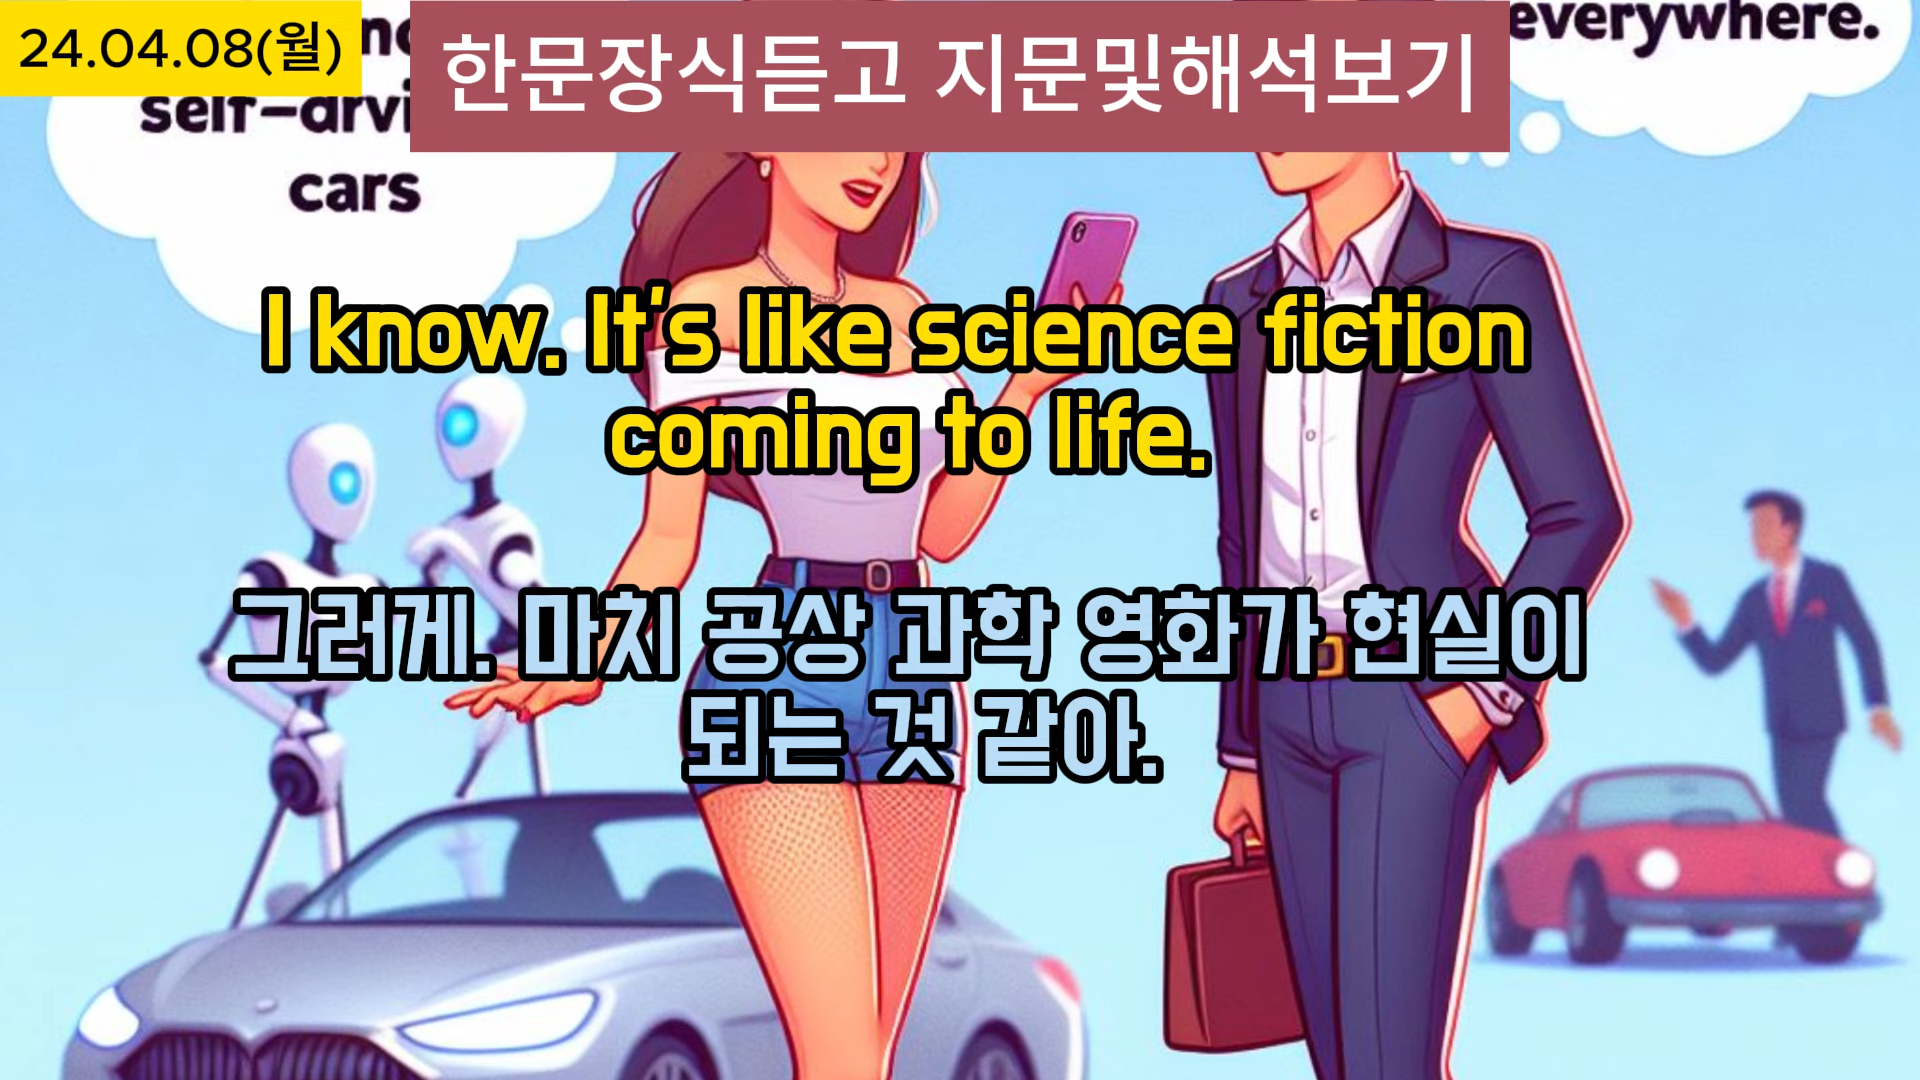 24.04.08(월)
한문장식듣고 지문및해석보기
everywhere.
self-drvi
cars
I know. It's like science fiction
coming to life.
그러게. 마치 공상 과학 영화가 현실이
되는 것 같아.